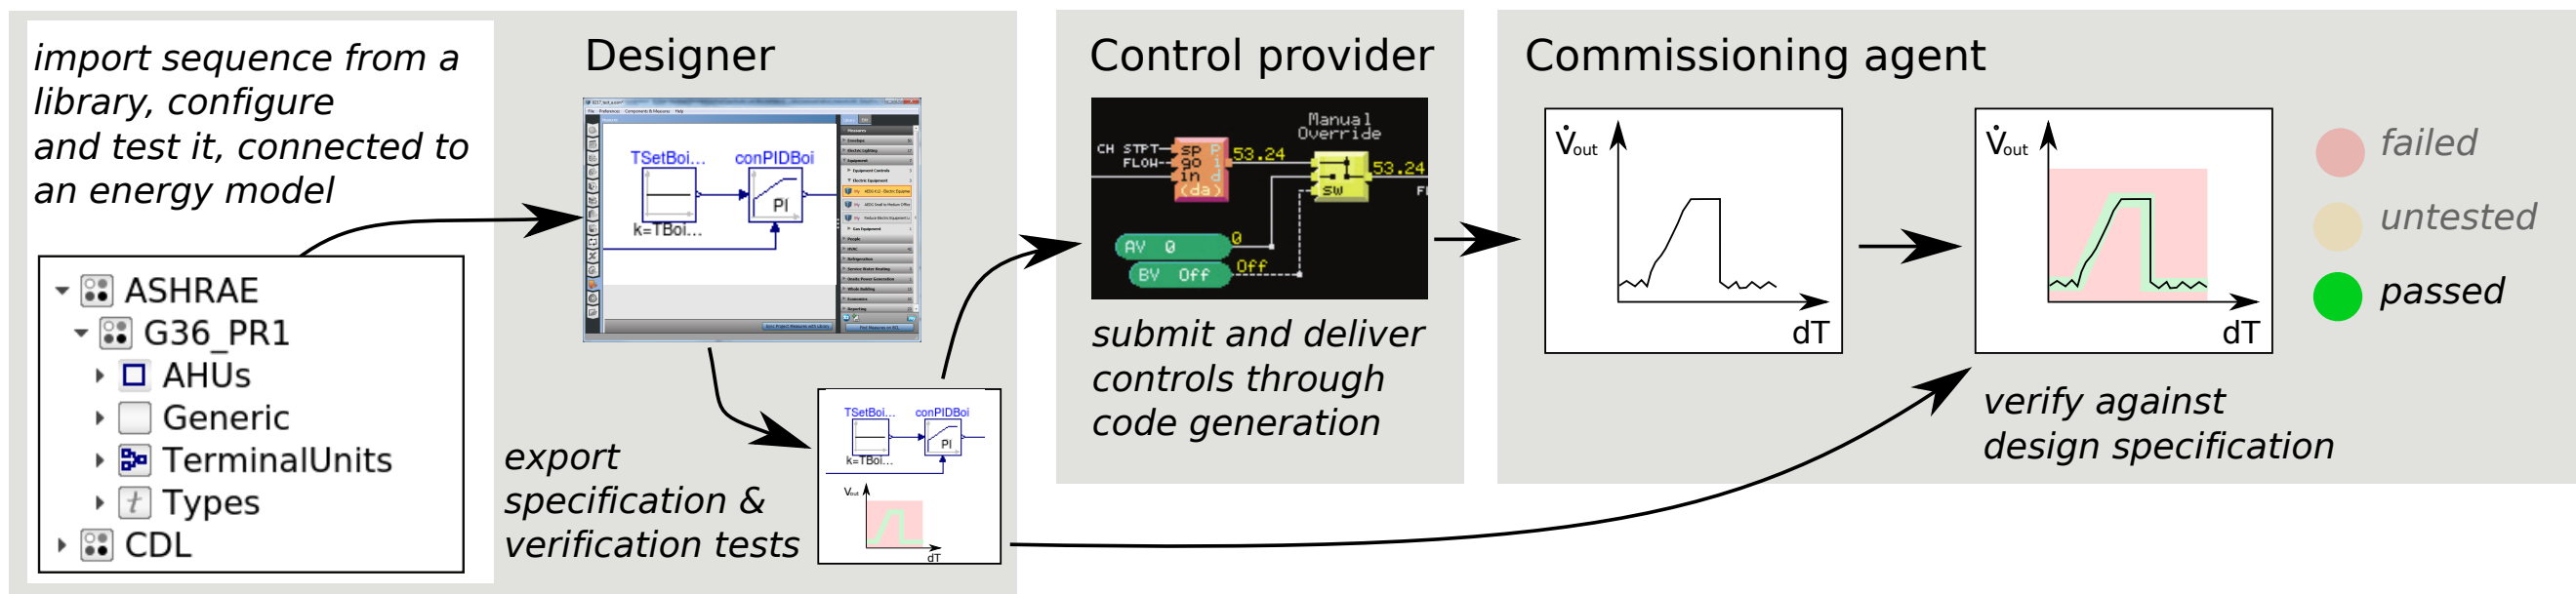 import sequence from a
library, configure
and test it, connected to
an energy model
ASHRAE
G36_PR1
AHUs
Generic
TerminalUnits
Types
CDL
Designer
TSetBoi...
conPIDBoi
PI
k=TBoi...
export
specification &
verification tests
TSetBoi...
conPIDBoi
PI
k=TBoi...
Vout
dT
Control provider
Manual
Override
CH STPT
FLOW
sp P
go i
in d
(da)
53.24
SW
53.24
AV 0
0
BV Off
Off
submit and deliver
controls through
code generation
Commissioning agent
V̇out
dT
V̇out
dT
failed
untested
passed
verify against
design specification